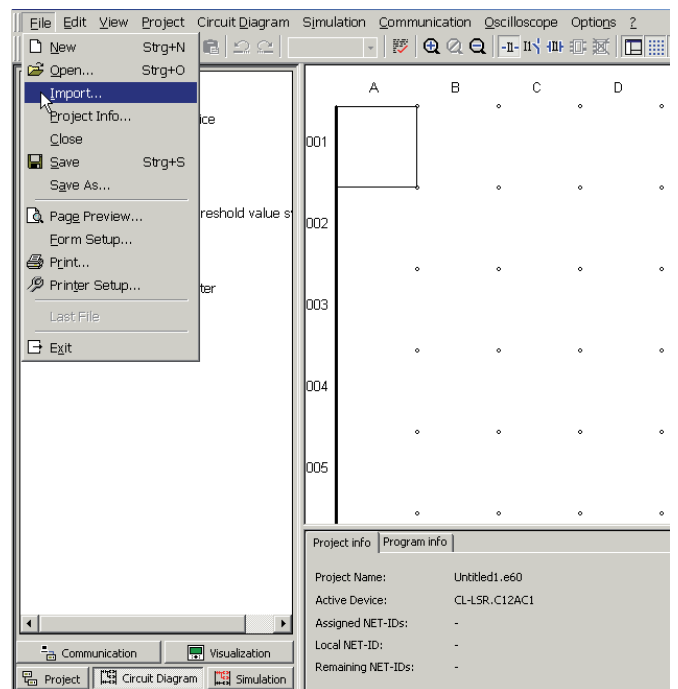 File Edit View Project Circuit Diagram Simulation Communication Oscilloscope Options ?
New Strg+N
Open... Strg+O
Import...
Project Info...
Close
Save Strg+S
Save As...
Page Preview...
Form Setup...
Print...
Printer Setup...
Last File
Exit
ice
reshold value s
ter
A B C D
001
002
003
004
005
Project info Program info
Project Name: Untitled1.e60
Active Device: CL-LSR.C12AC1
Assigned NET-IDs: -
Local NET-ID: -
Remaining NET-IDs: -
Communication Visualization
Project Circuit Diagram Simulation